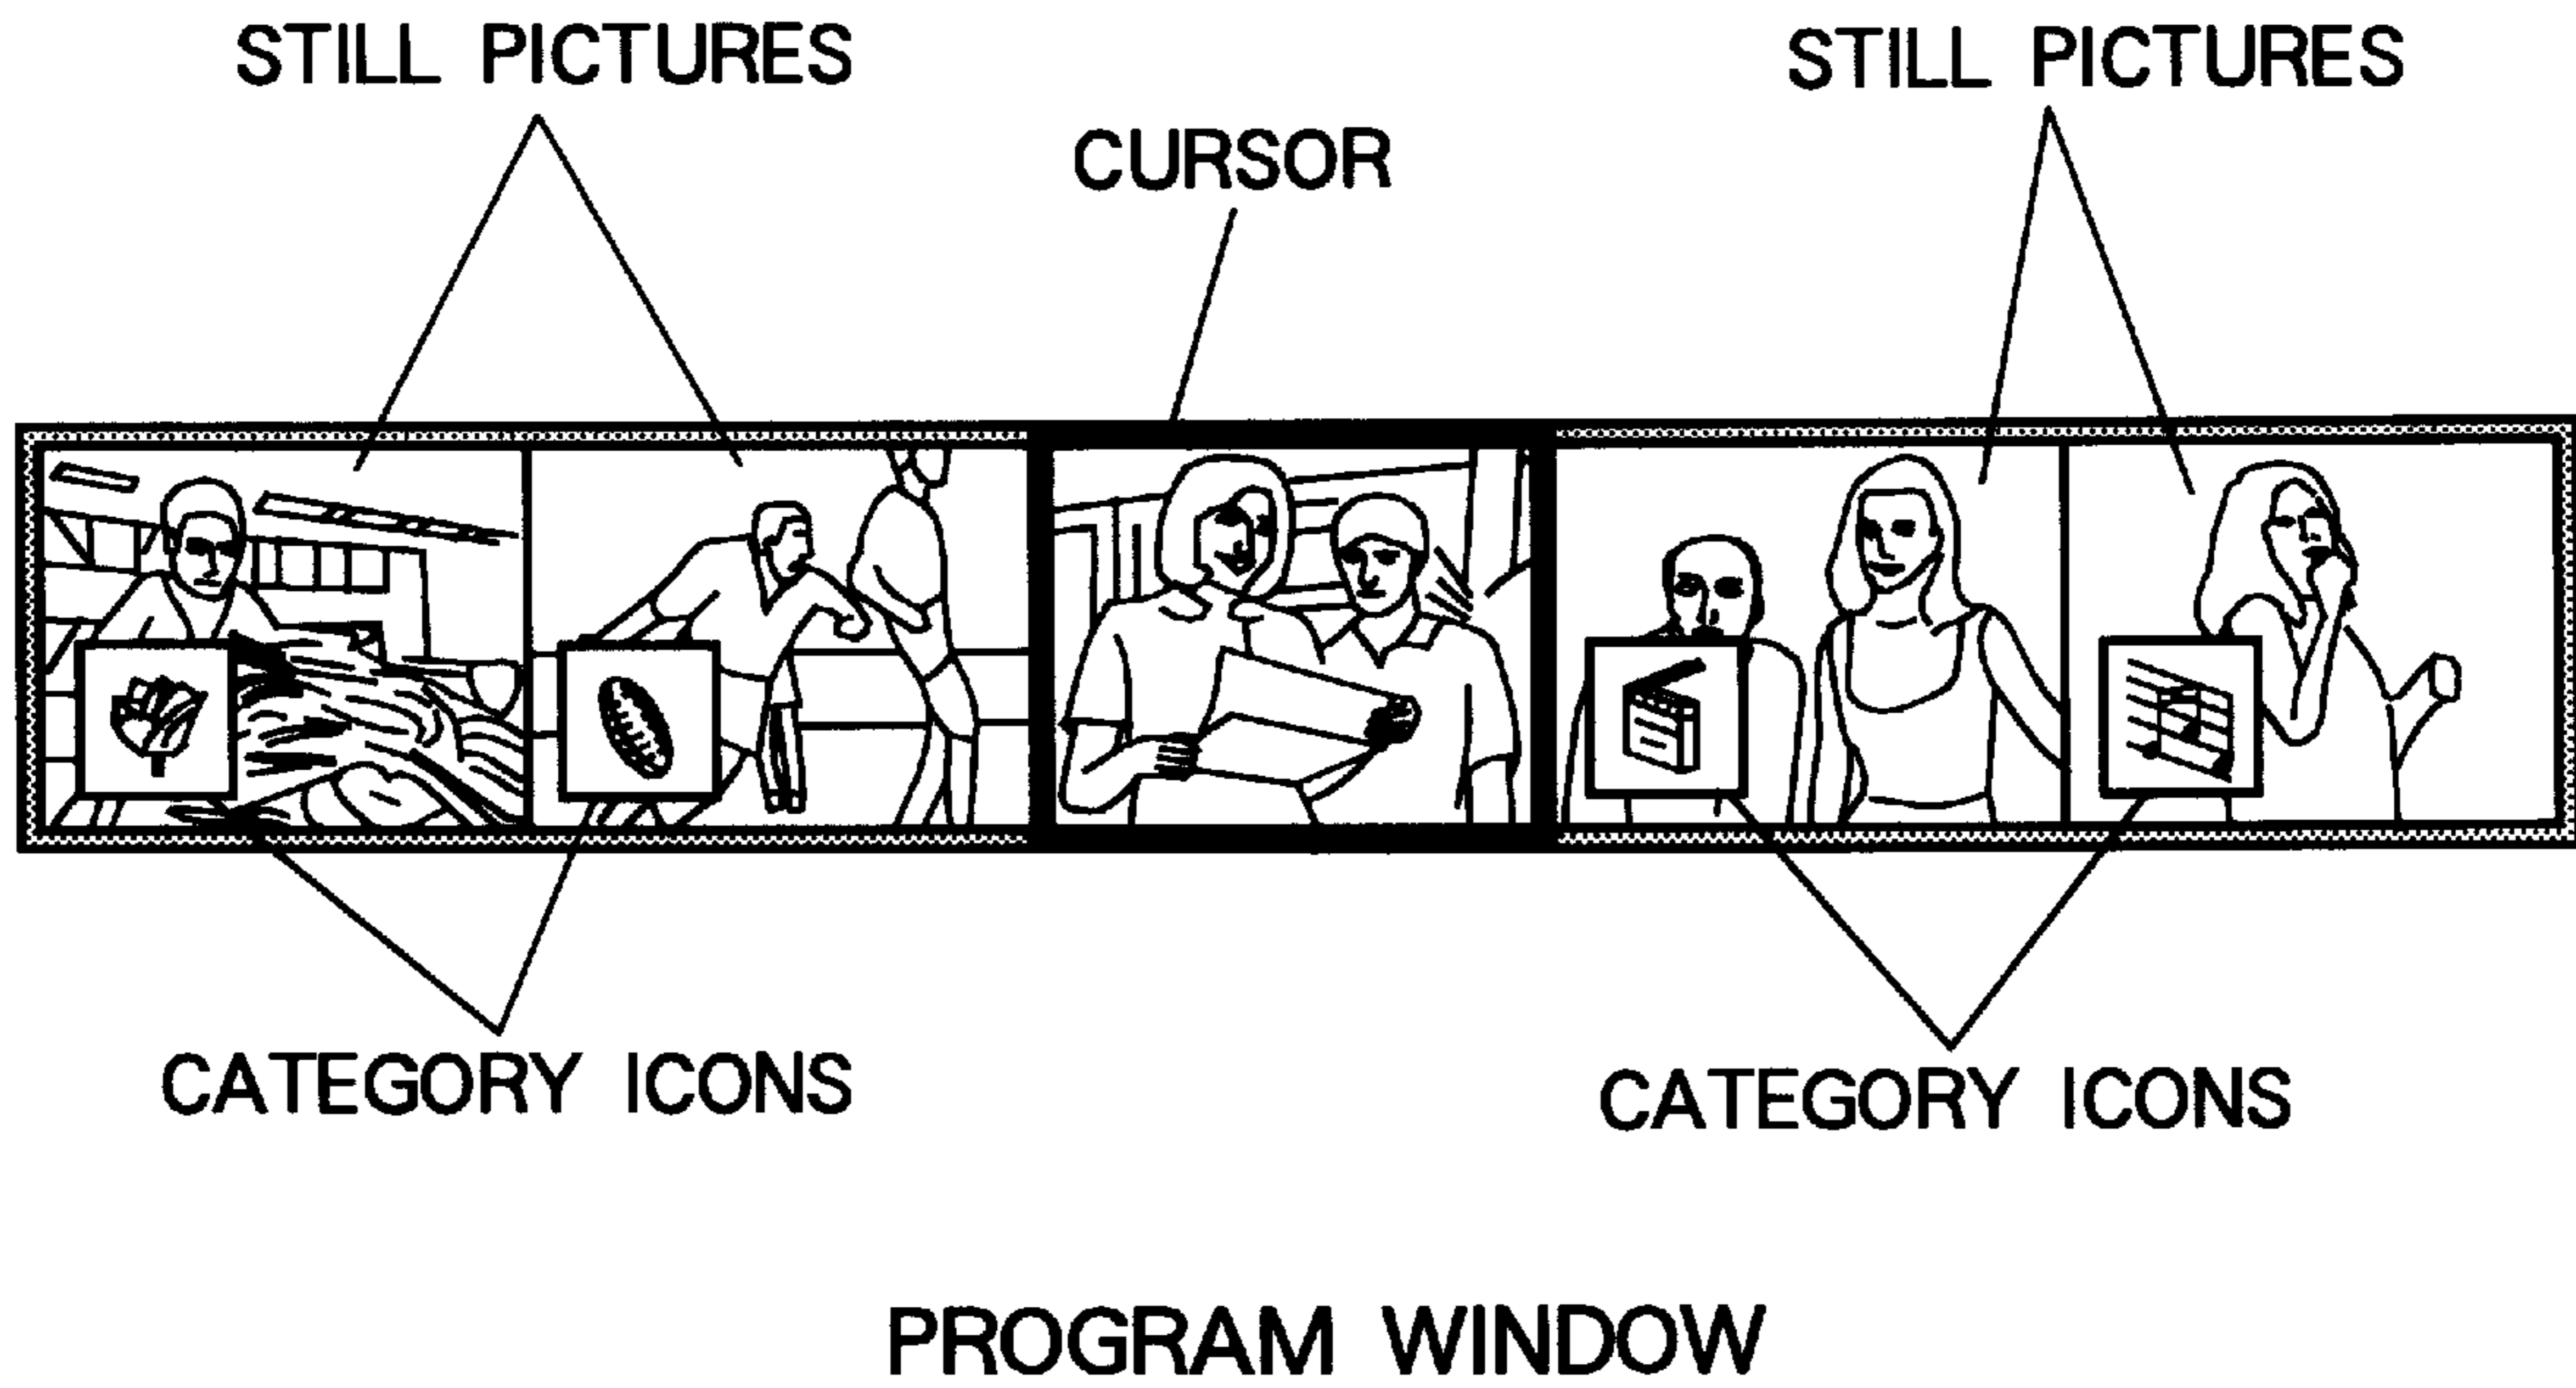 STILL PICTURES
STILL PICTURES
CURSOR
CATEGORY ICONS
CATEGORY ICONS
PROGRAM WINDOW